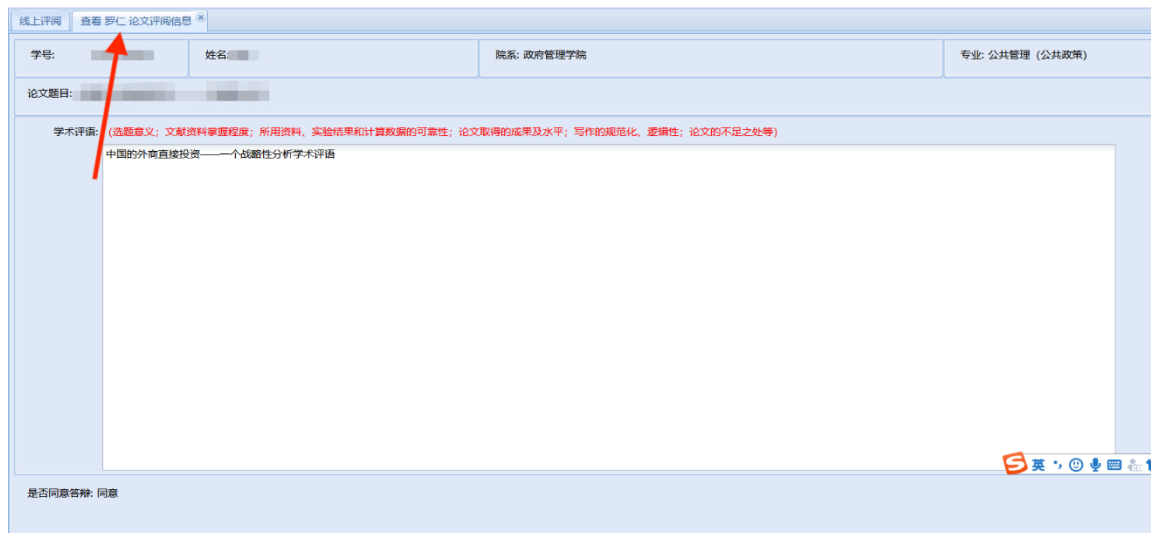 线上评阅 查看 罗仁 论文评阅信息
学号: 姓名: 院系: 政府管理学院 专业: 公共管理（公共政策）
论文题目:
学术评语: (选题意义；文献资料掌握程度；所用资料、实验结果和计算数据的可靠性；论文取得的成果及水平；写作的规范化、逻辑性；论文的不足之处等)
中国的外商直接投资——一个战略性分析学术评语
英
是否同意答辩: 同意